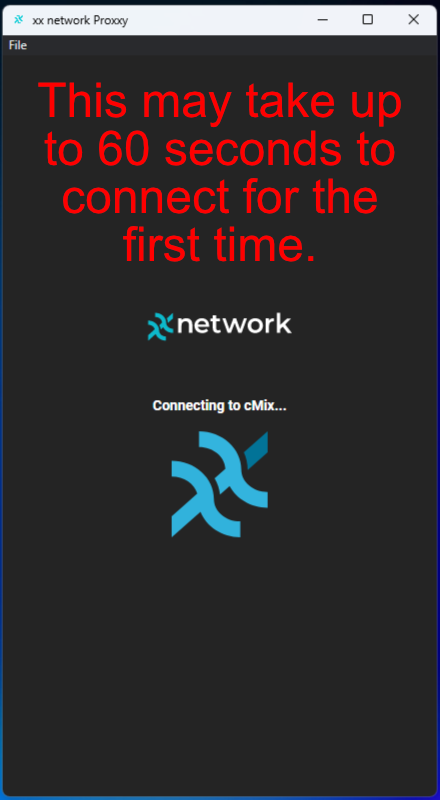 xx network Proxxy
File
This may take up
to 60 seconds to
connect for the
first time.
network
Connecting to cMix...